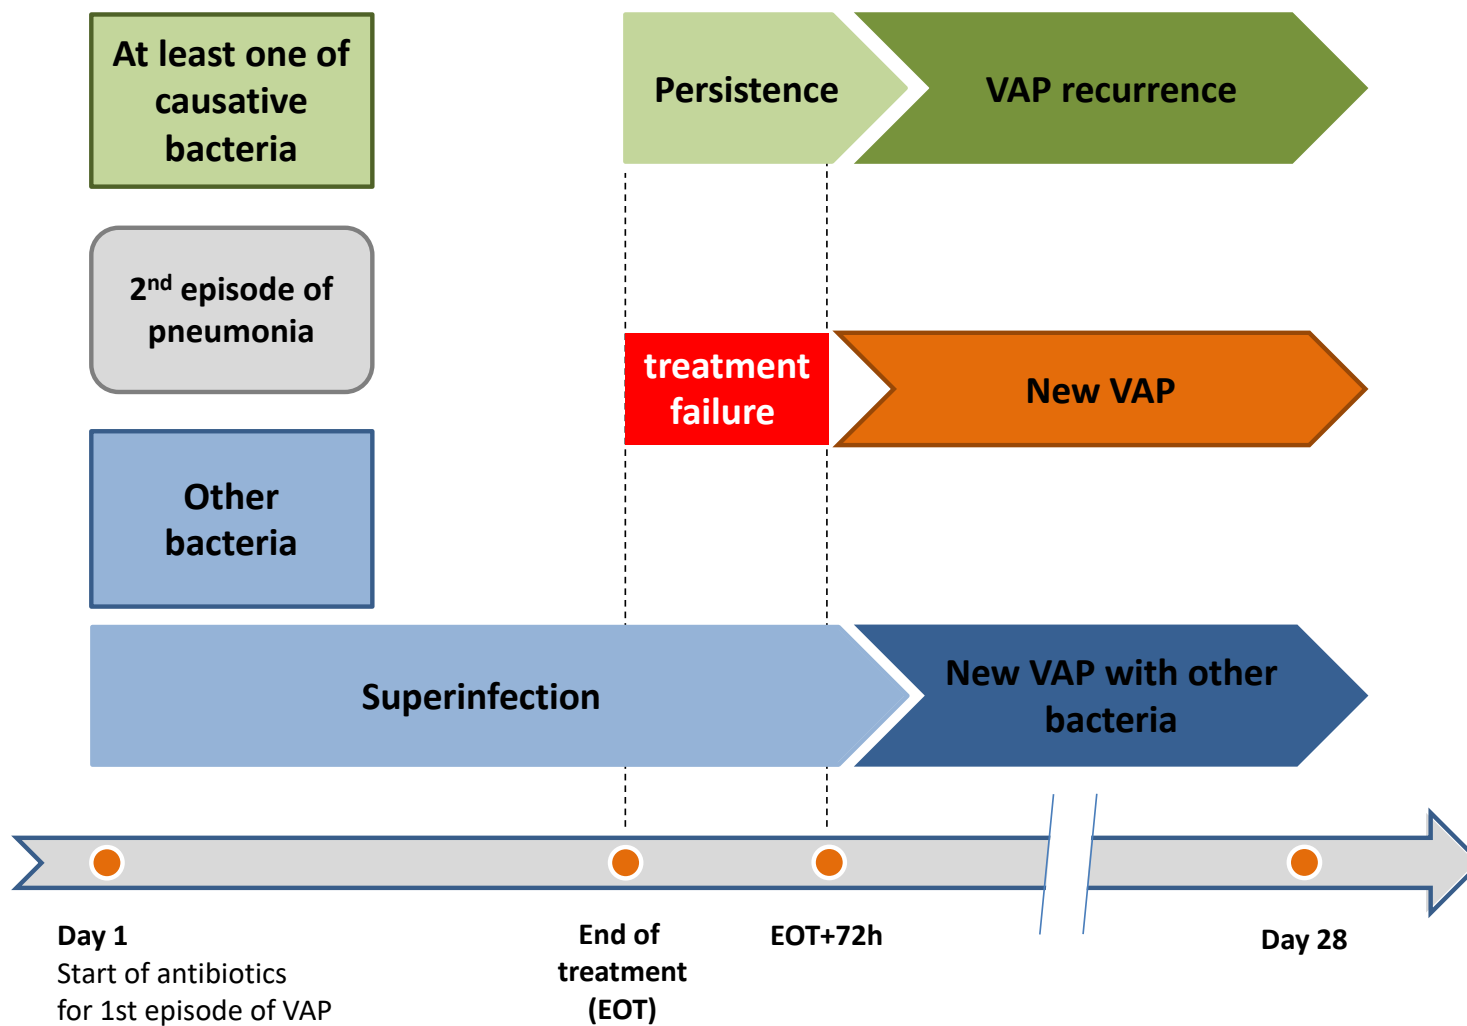 At least one of
causative
bacteria
Persistence
VAP recurrence
2nd episode of
pneumonia
treatment
failure
New VAP
Other
bacteria
Superinfection
New VAP with other
bacteria
Day 1
Start of antibiotics
for 1st episode of VAP
End of
treatment
(EOT)
EOT+72h
Day 28